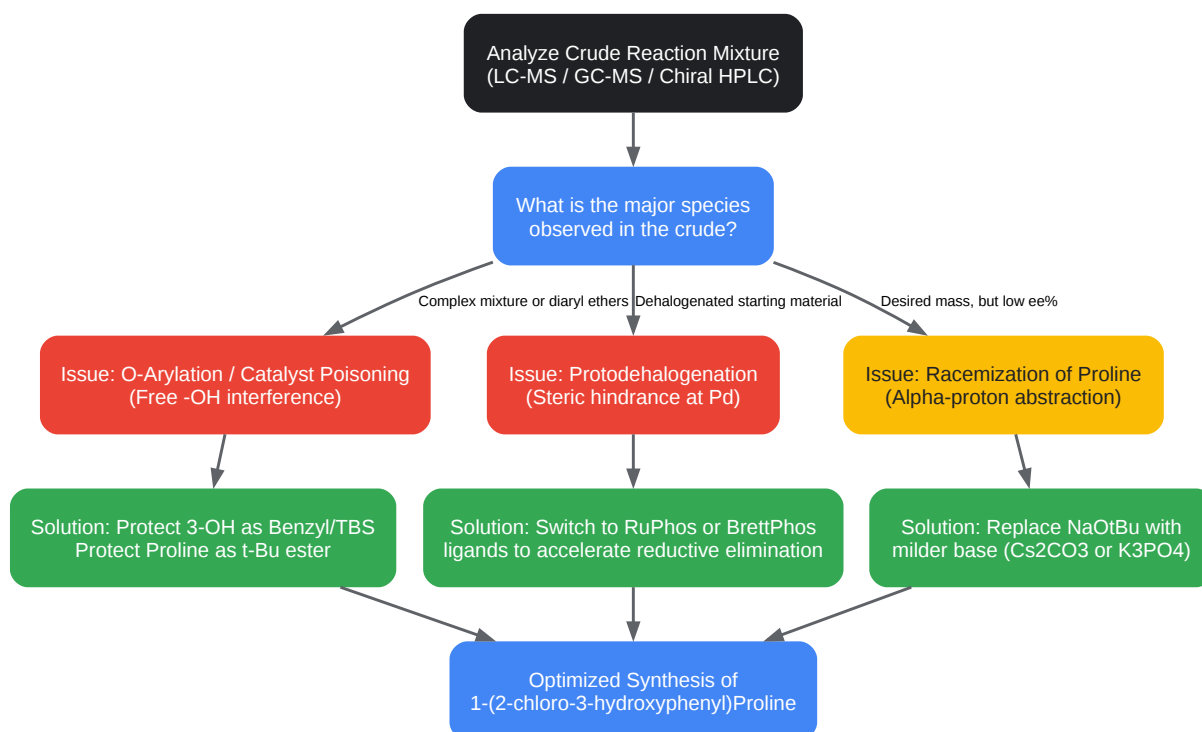 Analyze Crude Reaction Mixture
(LC-MS / GC-MS / Chiral HPLC)
What is the major species
observed in the crude?
Complex mixture or diaryl ethers
Dehalogenated starting material
Desired mass, but low ee%
Issue: O-Arylation / Catalyst Poisoning
(Free -OH interference)
Issue: Protodehalogenation
(Steric hindrance at Pd)
Issue: Racemization of Proline
(Alpha-proton abstraction)
Solution: Protect 3-OH as Benzyl/TBS
Protect Proline as t-Bu ester
Solution: Switch to RuPhos or BrettPhos
ligands to accelerate reductive elimination
Solution: Replace NaOtBu with
milder base (Cs2CO3 or K3PO4)
Optimized Synthesis of
1-(2-chloro-3-hydroxyphenyl)Proline